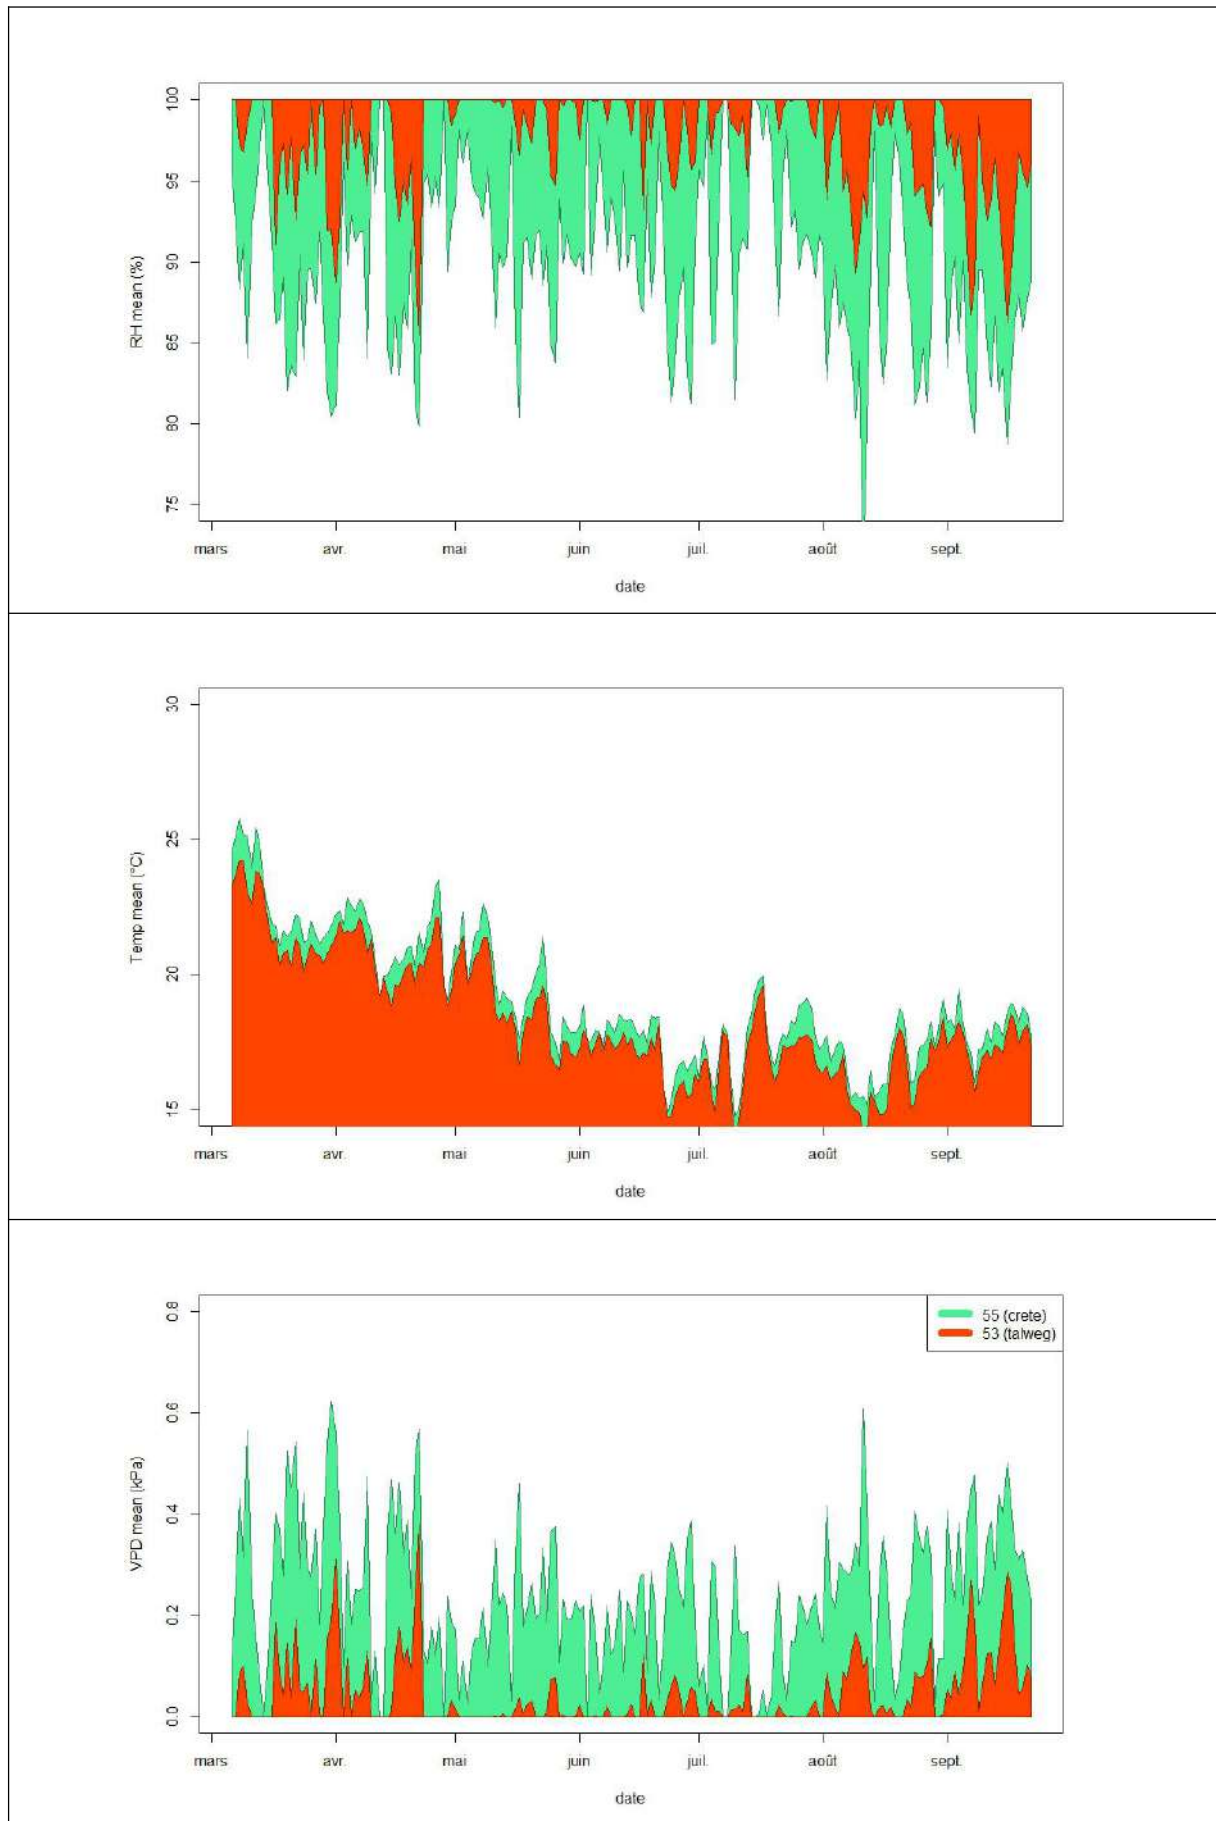 100
95
90
85
80
75
RH mean (%)
mars avr. mai juin juil. août sept.
date
30
25
20
15
Temp mean (°C)
mars avr. mai juin juil. août sept.
date
0.8
0.6
0.4
0.2
0.0
VPD mean (kPa)
55 (crete)
53 (talweg)
mars avr. mai juin juil. août sept.
date